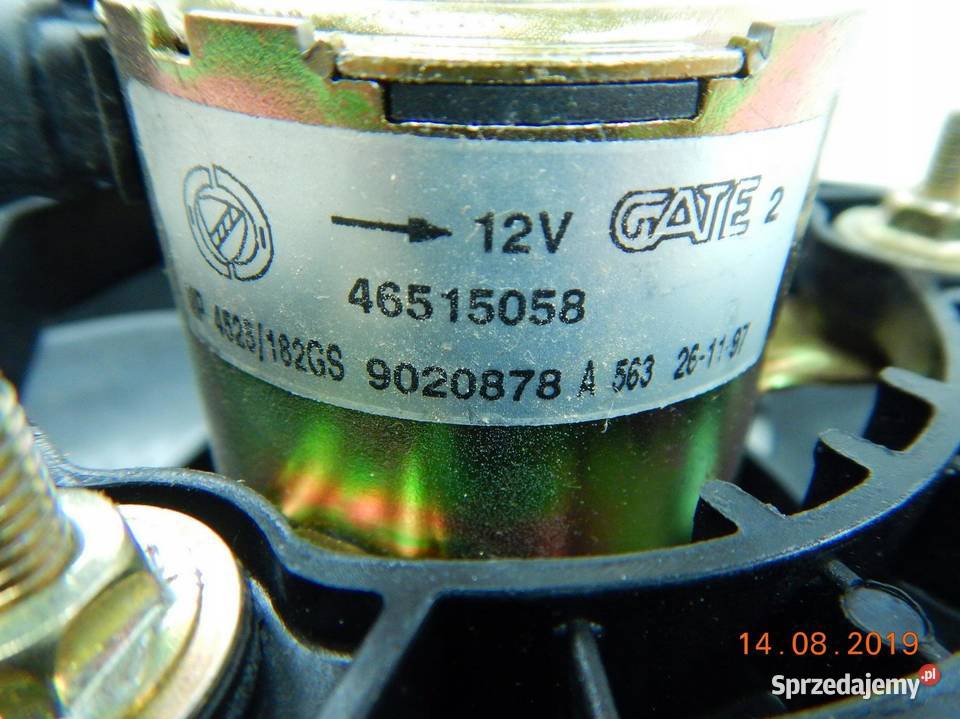 12V GATE 2
46515058
4525/182GS 9020878 A 563 26-11-97
14.08.2019
Sprzedajemy.pl